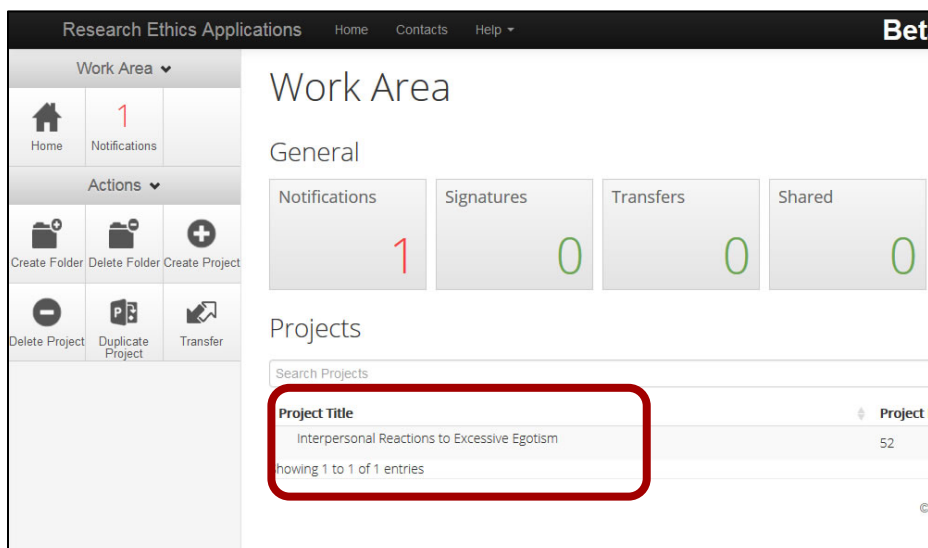 Research Ethics Applications Home Contacts Help
Bet
Work Area
1
Home Notifications
Actions
Create Folder Delete Folder Create Project
Delete Project Duplicate Project Transfer
Work Area
General
Notifications Signatures Transfers Shared
1 0 0 0
Projects
Search Projects
Project Title Project
Interpersonal Reactions to Excessive Egotism 52
howing 1 to 1 of 1 entries
©